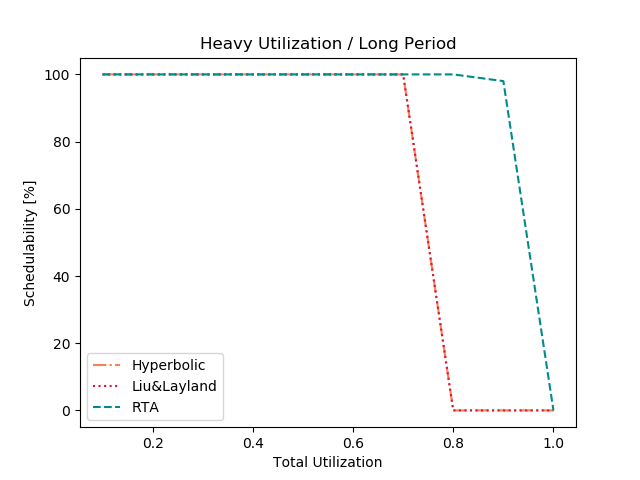 Heavy Utilization / Long Period
Schedulability [%]
100
80
60
40
20
0
Hyperbolic
Liu&Layland
RTA
0.2
0.4
0.6
0.8
1.0
Total Utilization